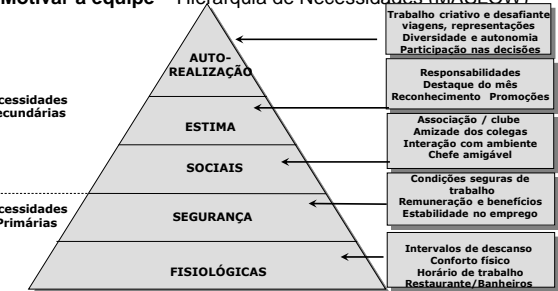 Motivar a equipe – Hierarquia de Necessidades (MASLOW)
Trabalho criativo e desafiante
viagens, representações
Diversidade e autonomia
Participação nas decisões
AUTO-
REALIZAÇÃO
Responsabilidades
Destaque do mês
Reconhecimento Promoções
ESTIMA
Associação / clube
Amizade dos colegas
Interação com ambiente
Chefe amigável
SOCIAIS
Condições seguras de
trabalho
Remuneração e benefícios
Estabilidade no emprego
SEGURANÇA
Primárias
Intervalos de descanso
Conforto físico
Horário de trabalho
Restaurante/Banheiros
FISIOLÓGICAS